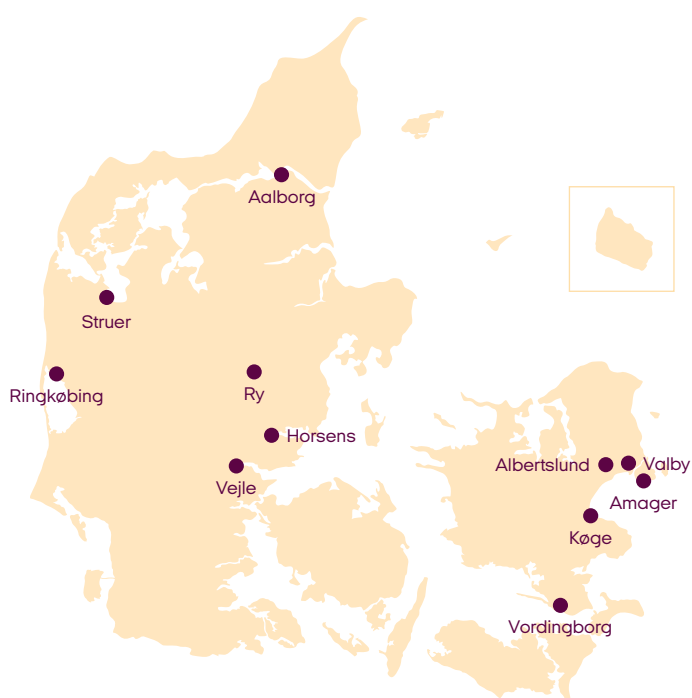 Aalborg
Struer
Ry
Ringkøbing
Horsens
Albertslund
Valby
Vejle
Amager
Køge
Vordingborg